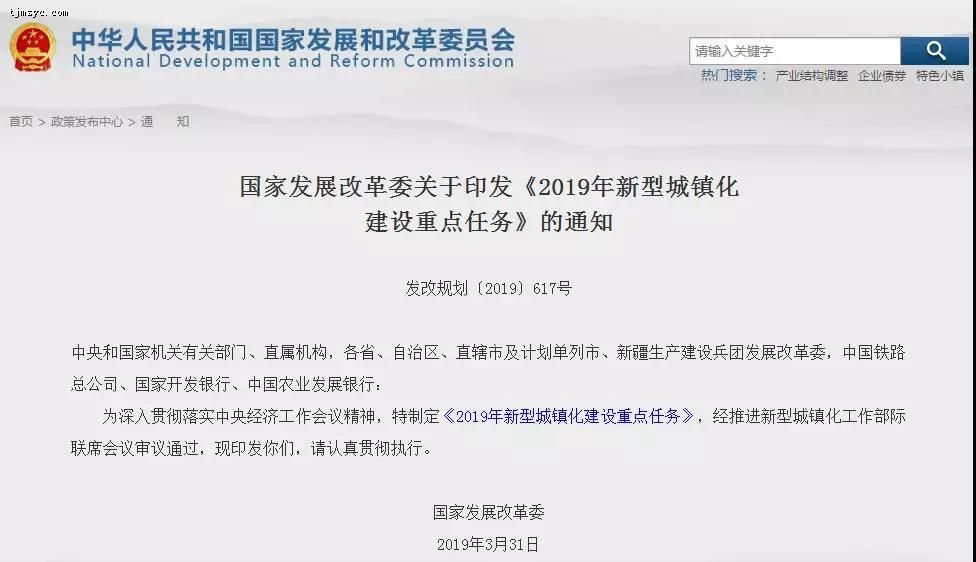 tjmsyc.com
中华人民共和国国家发展和改革委员会
National Development and Reform Commission
请输入关键字
热门搜索： 产业结构调整 企业债券 特色小镇
首页 > 政策发布中心 > 通 知
国家发展改革委关于印发《2019年新型城镇化
建设重点任务》的通知
发改规划〔2019〕617号
中央和国家机关有关部门、直属机构，各省、自治区、直辖市及计划单列市、新疆生产建设兵团发展改革委，中国铁路
总公司、国家开发银行、中国农业发展银行：
为深入贯彻落实中央经济工作会议精神，特制定《2019年新型城镇化建设重点任务》，经推进新型城镇化工作部际
联席会议审议通过，现印发你们，请认真贯彻执行。
国家发展改革委
2019年3月31日